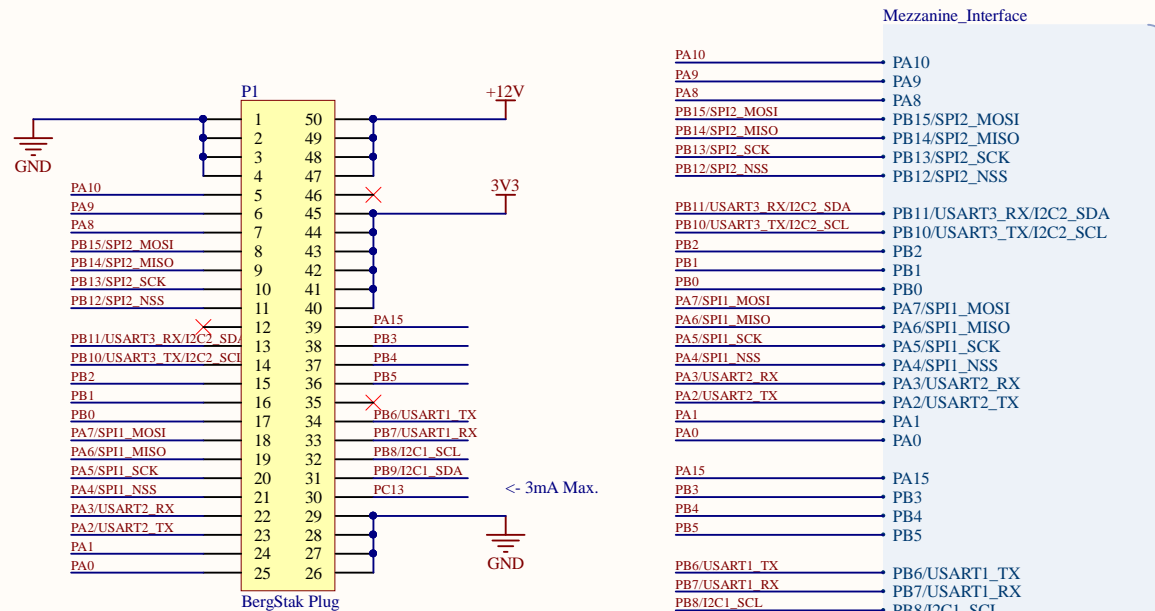 Mezzanine_Interface
P1
+12V
GND
1 50
2 49
3 48
4 47
PA10 5 46
3V3
PA9 6 45
PA8 7 44
PB15/SPI2_MOSI 8 43
PB14/SPI2_MISO 9 42
PB13/SPI2_SCK 10 41
PB12/SPI2_NSS 11 40
12 39 PA15
PB11/USART3_RX/I2C2_SDA 13 38 PB3
PB10/USART3_TX/I2C2_SCL 14 37 PB4
PB2 15 36 PB5
PB1 16 35
PB0 17 34 PB6/USART1_TX
PA7/SPI1_MOSI 18 33 PB7/USART1_RX
PA6/SPI1_MISO 19 32 PB8/I2C1_SCL
PA5/SPI1_SCK 20 31 PB9/I2C1_SDA
PA4/SPI1_NSS 21 30 PC13
<- 3mA Max.
PA3/USART2_RX 22 29
PA2/USART2_TX 23 28
PA1 24 27
PA0 25 26
GND
BergStak Plug
PA10 PA10
PA9 PA9
PA8 PA8
PB15/SPI2_MOSI PB15/SPI2_MOSI
PB14/SPI2_MISO PB14/SPI2_MISO
PB13/SPI2_SCK PB13/SPI2_SCK
PB12/SPI2_NSS PB12/SPI2_NSS
PB11/USART3_RX/I2C2_SDA PB11/USART3_RX/I2C2_SDA
PB10/USART3_TX/I2C2_SCL PB10/USART3_TX/I2C2_SCL
PB2 PB2
PB1 PB1
PB0 PB0
PA7/SPI1_MOSI PA7/SPI1_MOSI
PA6/SPI1_MISO PA6/SPI1_MISO
PA5/SPI1_SCK PA5/SPI1_SCK
PA4/SPI1_NSS PA4/SPI1_NSS
PA3/USART2_RX PA3/USART2_RX
PA2/USART2_TX PA2/USART2_TX
PA1 PA1
PA0 PA0
PA15 PA15
PB3 PB3
PB4 PB4
PB5 PB5
PB6/USART1_TX PB6/USART1_TX
PB7/USART1_RX PB7/USART1_RX
PB8/I2C1_SCL PB8/I2C1_SCL